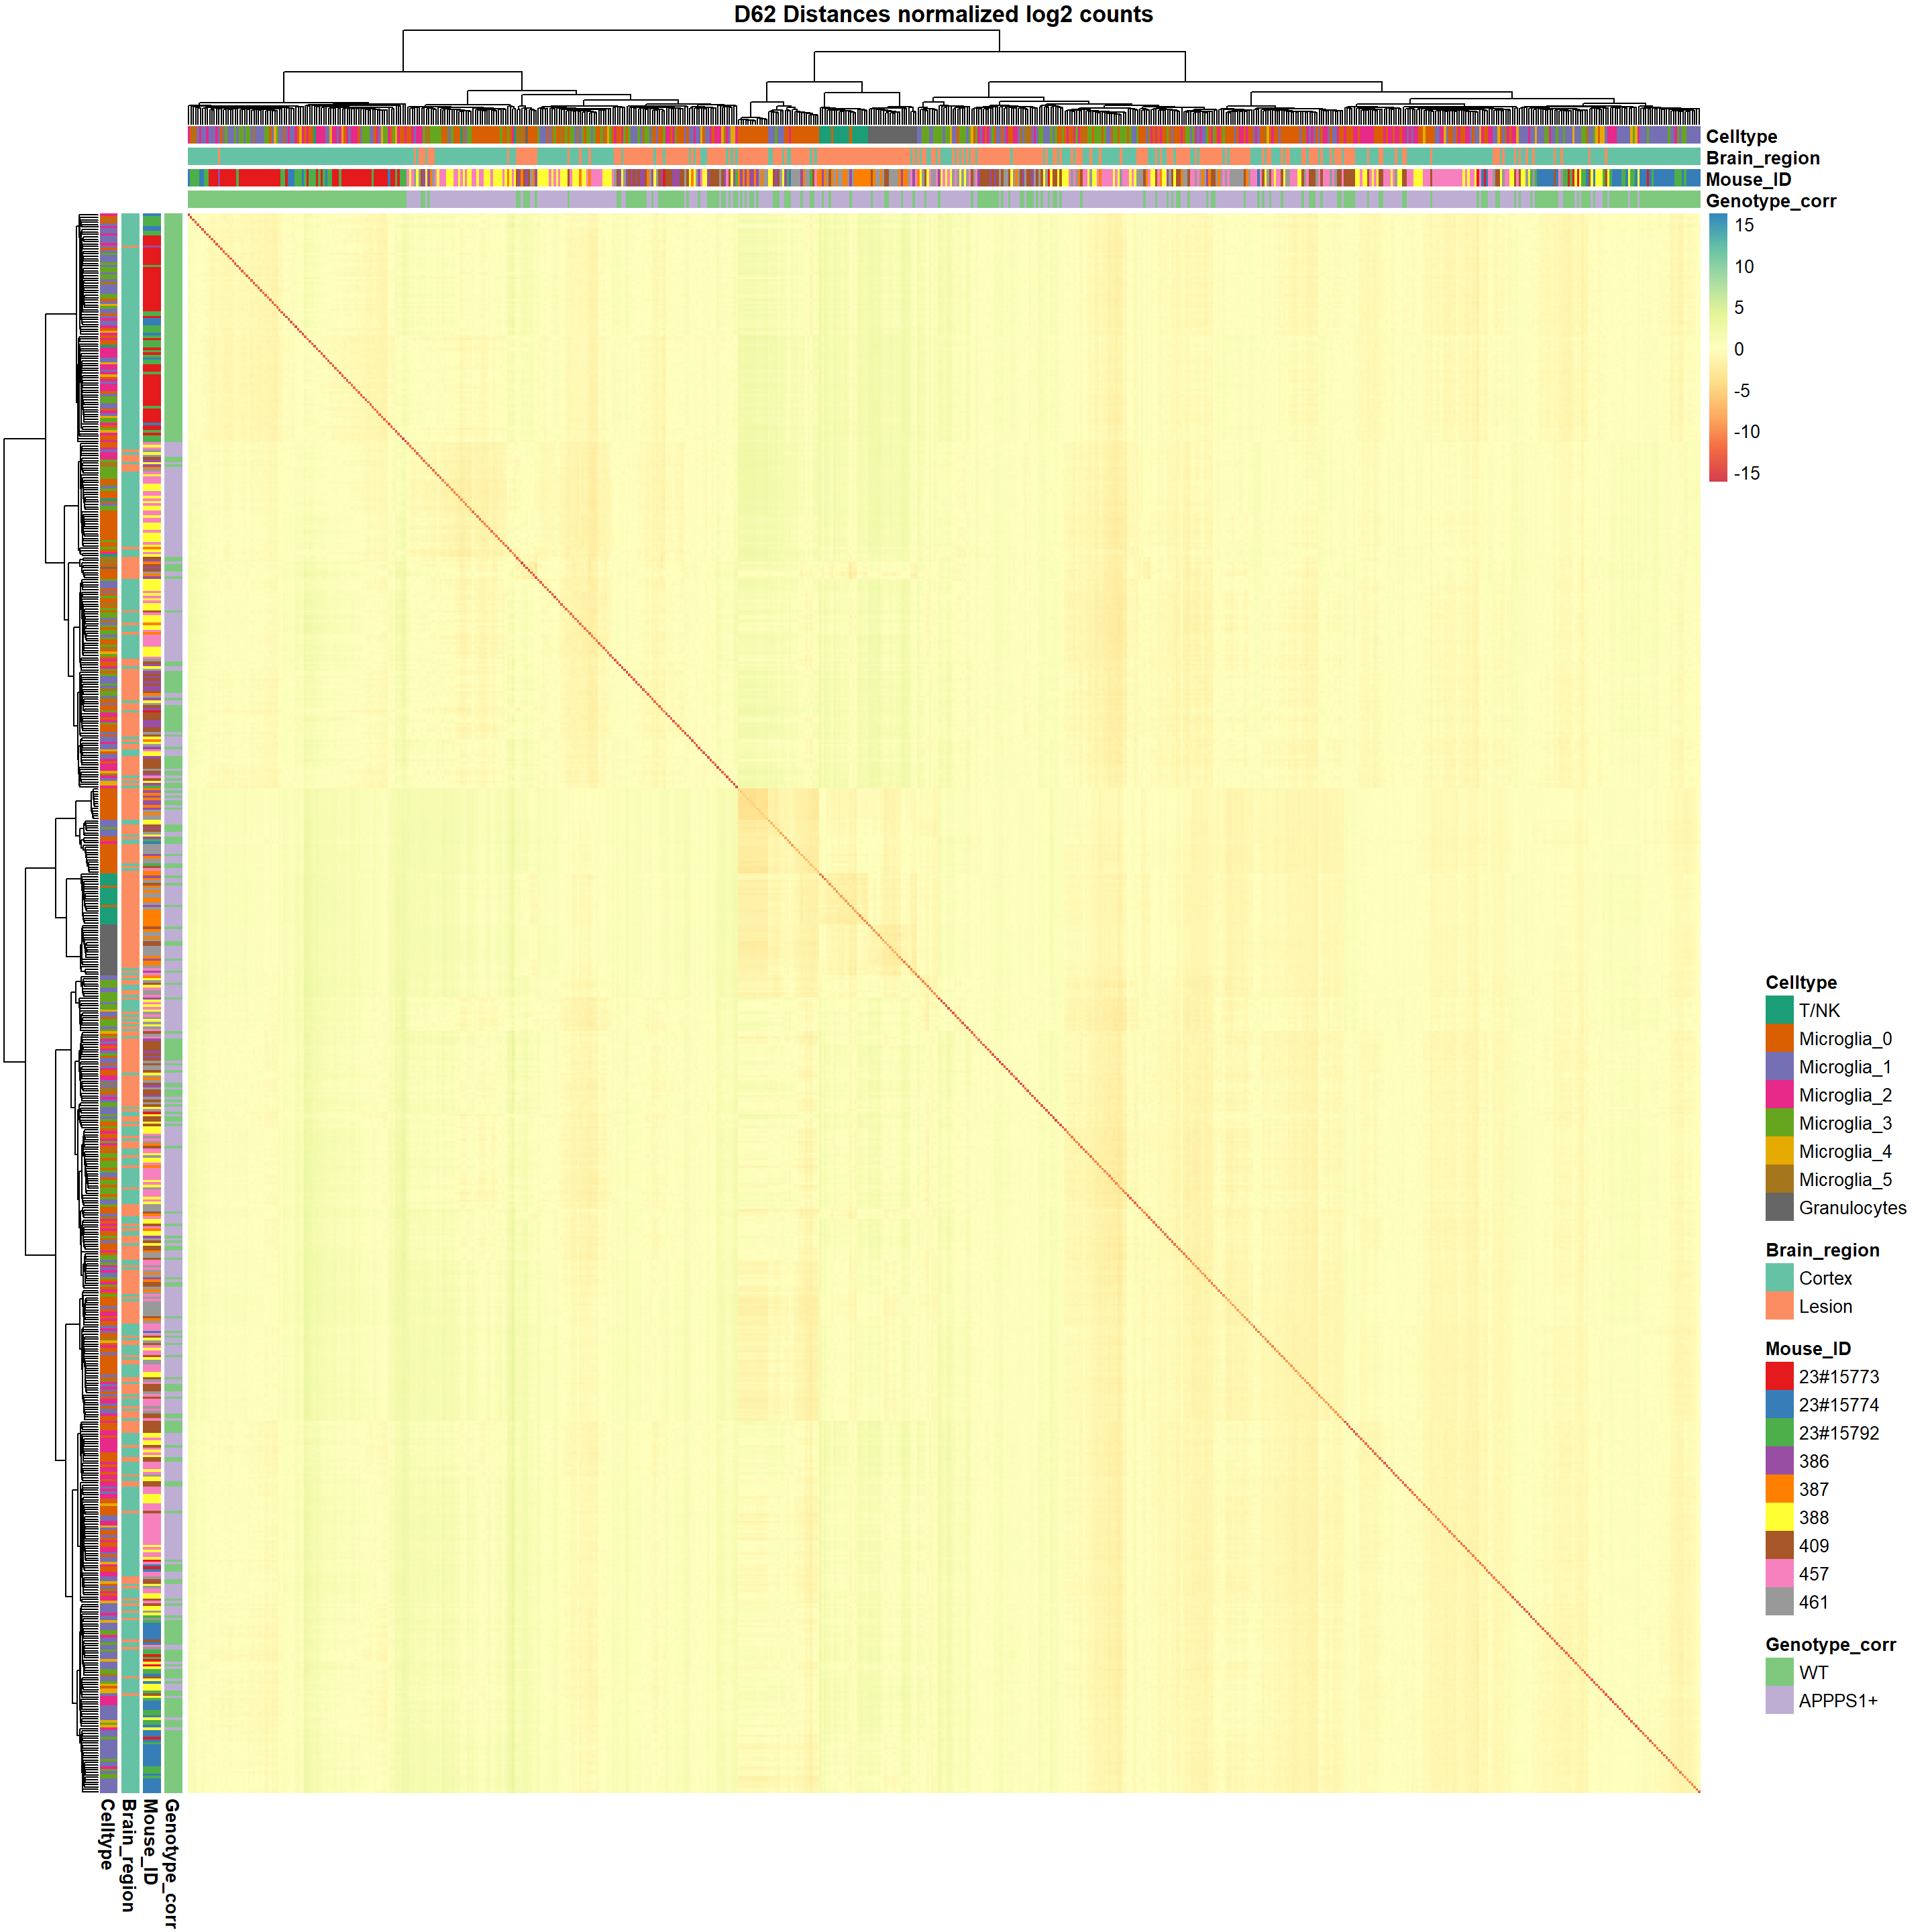 D62 Distances normalized log2 counts
Celltype
Brain_region
Mouse_ID
Genotype_corr
15
10
5
0
-5
-10
-15
Celltype
T/NK
Microglia_0
Microglia_1
Microglia_2
Microglia_3
Microglia_4
Microglia_5
Granulocytes
Brain_region
Cortex
Lesion
Mouse_ID
23#15773
23#15774
23#15792
386
387
388
409
457
461
Genotype_corr
WT
APPPS1+
Celltype
Brain_region
Mouse_ID
Genotype_corr